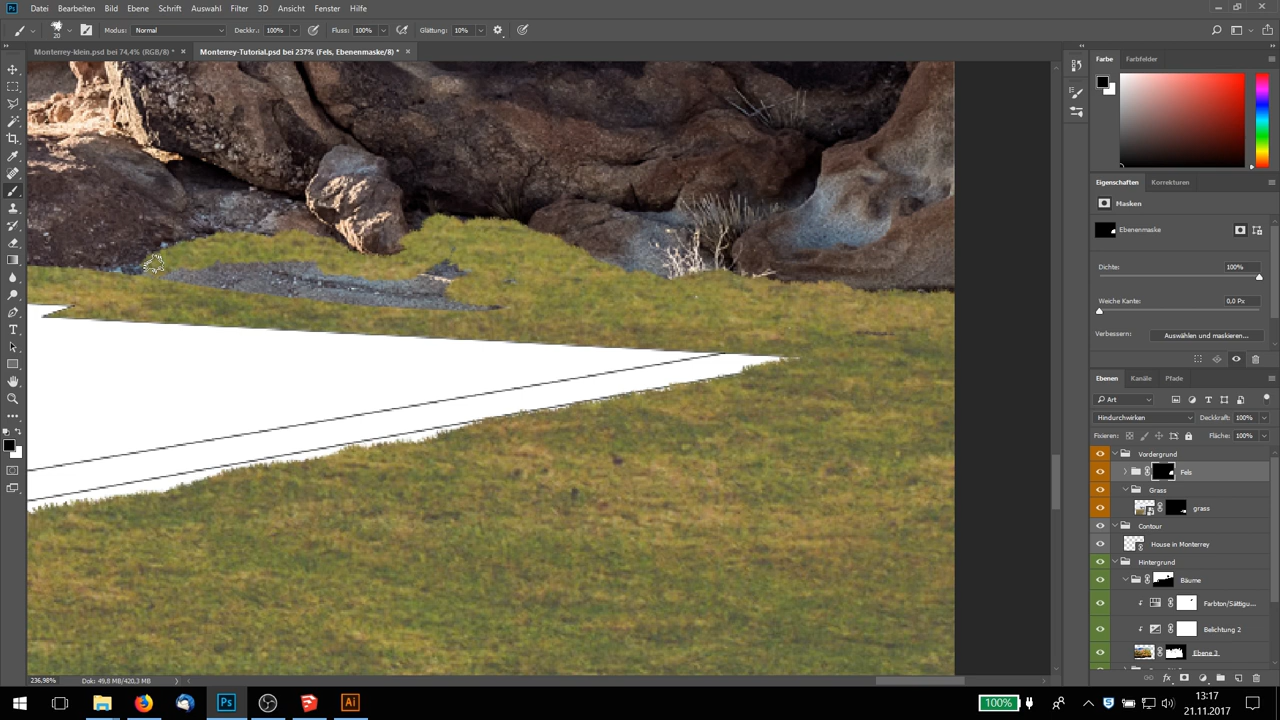 Datei Bearbeiten Bild Ebene Schrift Auswahl Filter 3D Ansicht Fenster Hilfe
20 Modus: Normal Deckkr.: 100% Fluss: 100% Glättung: 10%
Monterrey-klein.psd bei 74,4% (RGB/8) * × Monterrey-Tutorial.psd bei 237% (Fels, Ebenenmaske/8) * ×
Farbe Farbfelder
Eigenschaften Korrekturen
Masken
Ebenenmaske
Dichte: 100%
Weiche Kante: 0,0 Px
Verbessern: Auswählen und maskieren...
Ebenen Kanäle Pfade
Art
Hindurchwirken Deckkraft: 100%
Fixieren: Fläche: 100%
Vordergrund
Fels
Grass
grass
Contour
House in Monterrey
Hintergrund
Bäume
Farbton/Sättigu...
Belichtung 2
Ebene 3
236,98% Dok: 49,8 MB/420,3 MB
Ps Ai 100% 13:17
21.11.2017